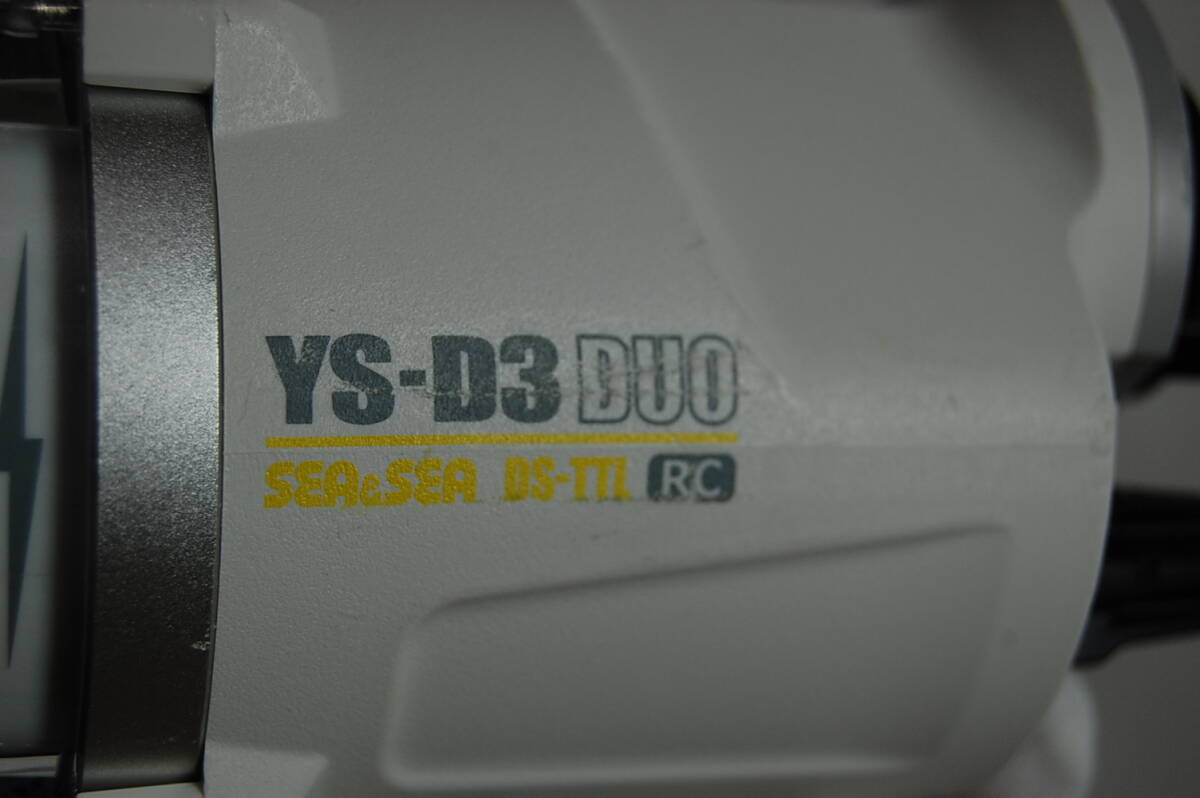 YS-D3 DUO
SEA&SEA DS-TTL RC